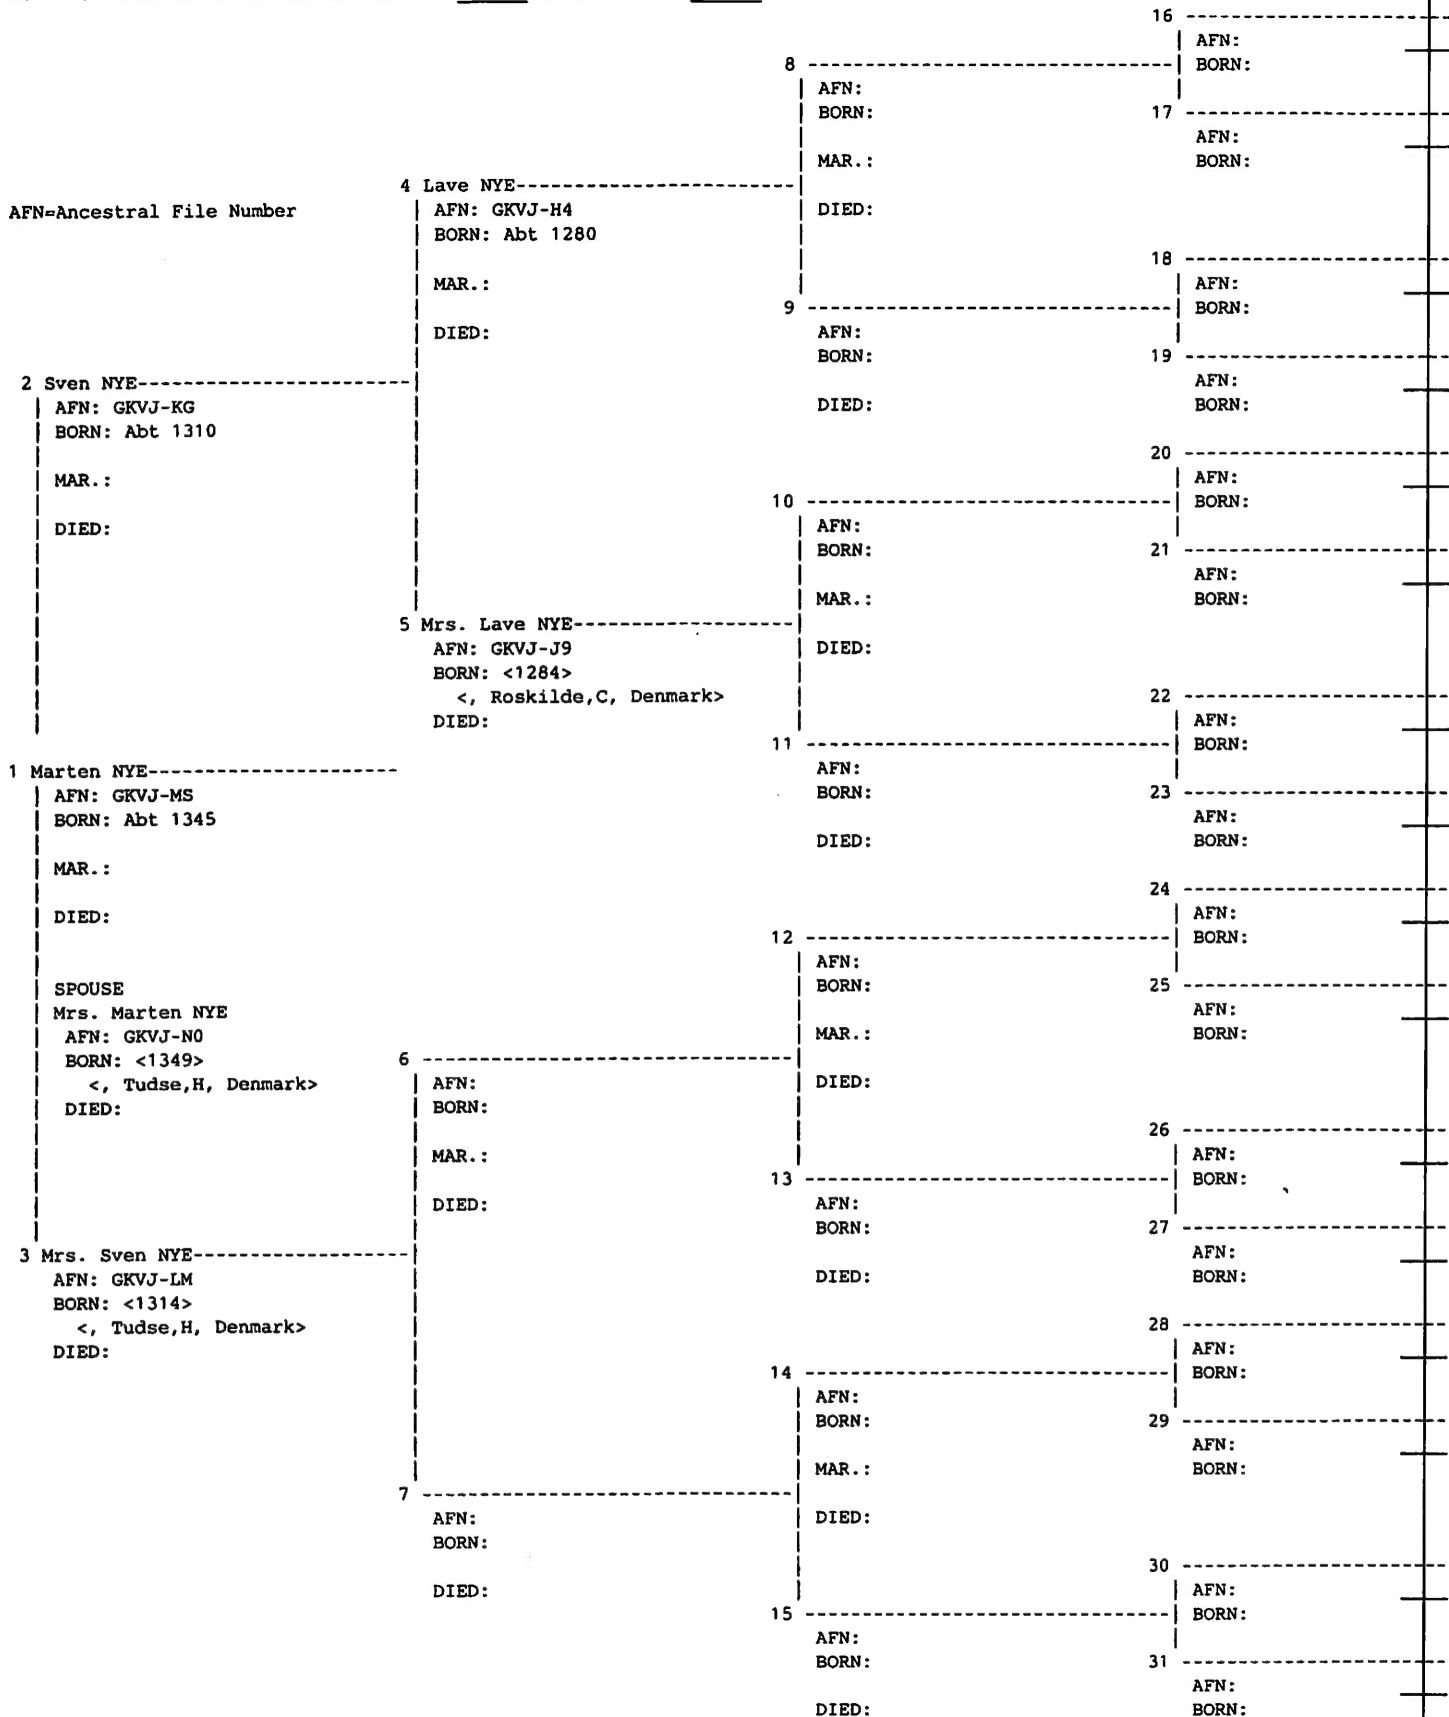 AFN=Ancestral File Number
1 Marten NYE
AFN: GKVJ-MS
BORN: Abt 1345
MAR.:
DIED:
SPOUSE
Mrs. Marten NYE
AFN: GKVJ-N0
BORN: <1349>
<, Tudse,H, Denmark>
DIED:
2 Sven NYE
AFN: GKVJ-KG
BORN: Abt 1310
MAR.:
DIED:
3 Mrs. Sven NYE
AFN: GKVJ-LM
BORN: <1314>
<, Tudse,H, Denmark>
DIED:
4 Lave NYE
AFN: GKVJ-H4
BORN: Abt 1280
MAR.:
DIED:
5 Mrs. Lave NYE
AFN: GKVJ-J9
BORN: <1284>
<, Roskilde,C, Denmark>
DIED:
6
AFN:
BORN:
MAR.:
DIED:
7
AFN:
BORN:
DIED:
8
AFN:
BORN:
MAR.:
DIED:
9
AFN:
BORN:
DIED:
10
AFN:
BORN:
MAR.:
DIED:
11
AFN:
BORN:
DIED:
12
AFN:
BORN:
MAR.:
DIED:
13
AFN:
BORN:
DIED:
14
AFN:
BORN:
MAR.:
DIED:
15
AFN:
BORN:
DIED:
16
AFN:
BORN:
17
AFN:
BORN:
18
AFN:
BORN:
19
AFN:
BORN:
20
AFN:
BORN:
21
AFN:
BORN:
22
AFN:
BORN:
23
AFN:
BORN:
24
AFN:
BORN:
25
AFN:
BORN:
26
AFN:
BORN:
27
AFN:
BORN:
28
AFN:
BORN:
29
AFN:
BORN:
30
AFN:
BORN:
31
AFN:
BORN: